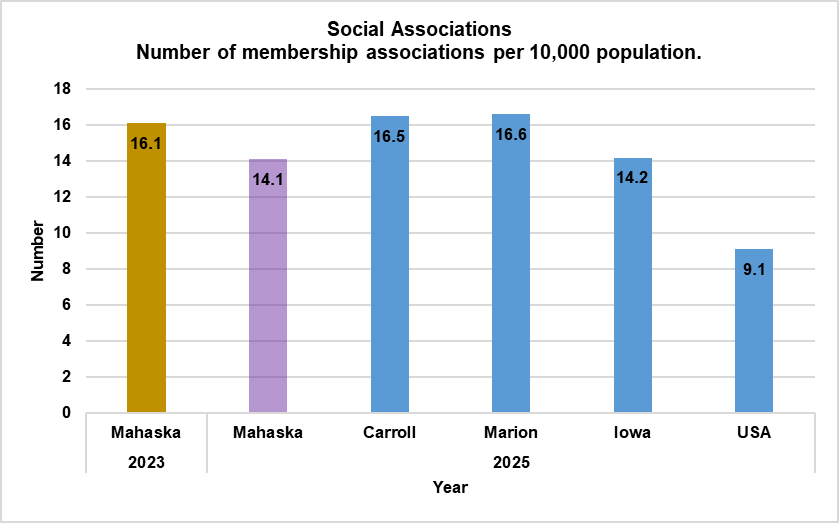 Social Associations
Number of membership associations per 10,000 population.
18
16
14
12
10
8
6
4
2
0
Number
16.1
14.1
16.5
16.6
14.2
9.1
Mahaska
Mahaska
Carroll
Marion
Iowa
USA
2023
2025
Year